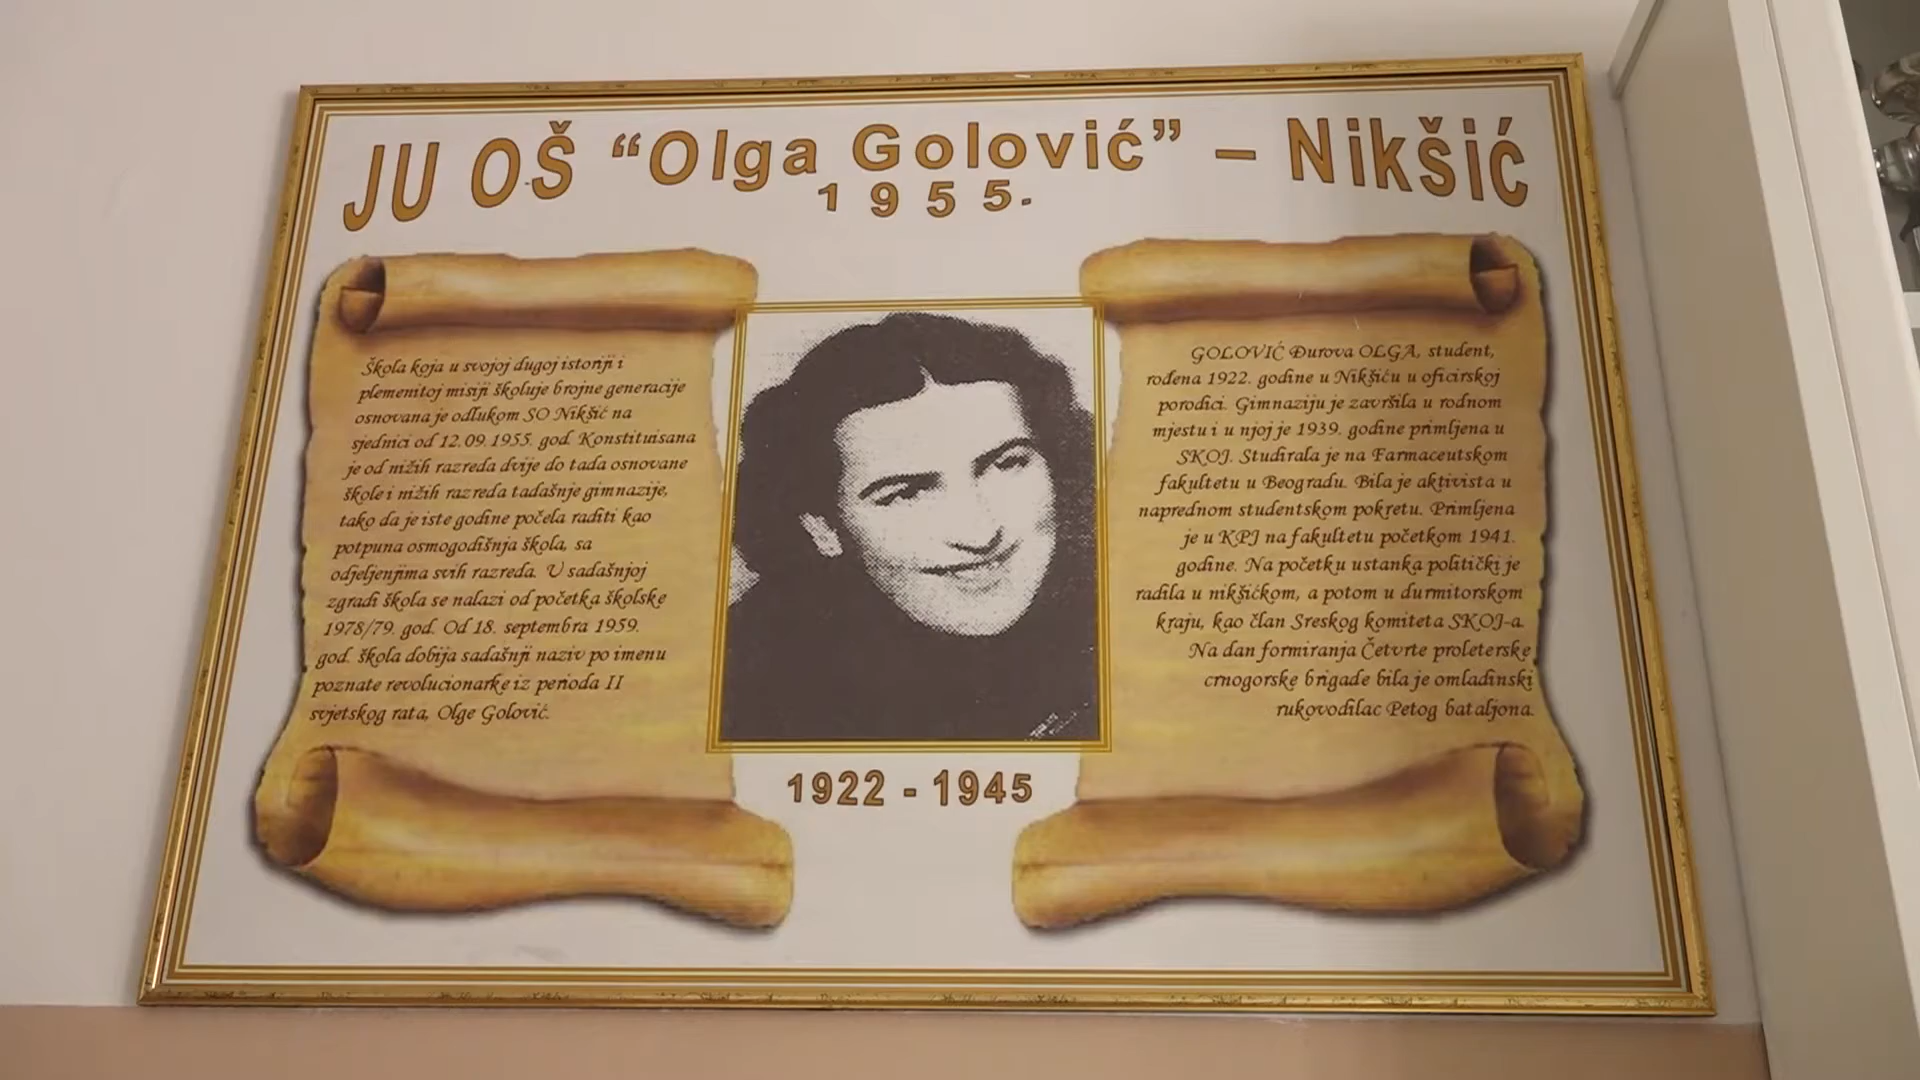 JU OŠ “Olga Golović” – Nikšić
1955.
Škola koja u svojoj dugoj istoriji i
plemenitoj misiji školuje brojne generacije
osnovana je odlukom SO Nikšić na
sjednici od 12.09.1955. god. Konstituisana
je od nižih razreda dvije do tada osnovane
škole i nižih razreda tadašnje gimnazije,
tako da je iste godine počela raditi kao
potpuna osmogodišnja škola, sa
odjeljenjima svih razreda. U sadašnjoj
zgradi škola se nalazi od početka školske
1978/79. god. Od 18. septembra 1959.
god. škola dobija sadašnji naziv po imenu
poznate revolucionarke iz perioda II
svjetskog rata, Olge Golović.
1922 - 1945
GOLOVIĆ Đurova OLGA, student,
rođena 1922. godine u Nikšiću u oficirskoj
porodici. Gimnaziju je završila u rodnom
mjestu i u njoj je 1939. godine primljena u
SKOJ. Studirala je na Farmaceutskom
fakultetu u Beogradu. Bila je aktivista u
naprednom studentskom pokretu. Primljena
je u KPJ na fakultetu početkom 1941.
godine. Na početku ustanka politički je
radila u nikšićkom, a potom u durmitorskom
kraju, kao član Sreskog komiteta SKOJ-a.
Na dan formiranja Četvrte proleterske
crnogorske brigade bila je omladinski
rukovodilac Petog bataljona.